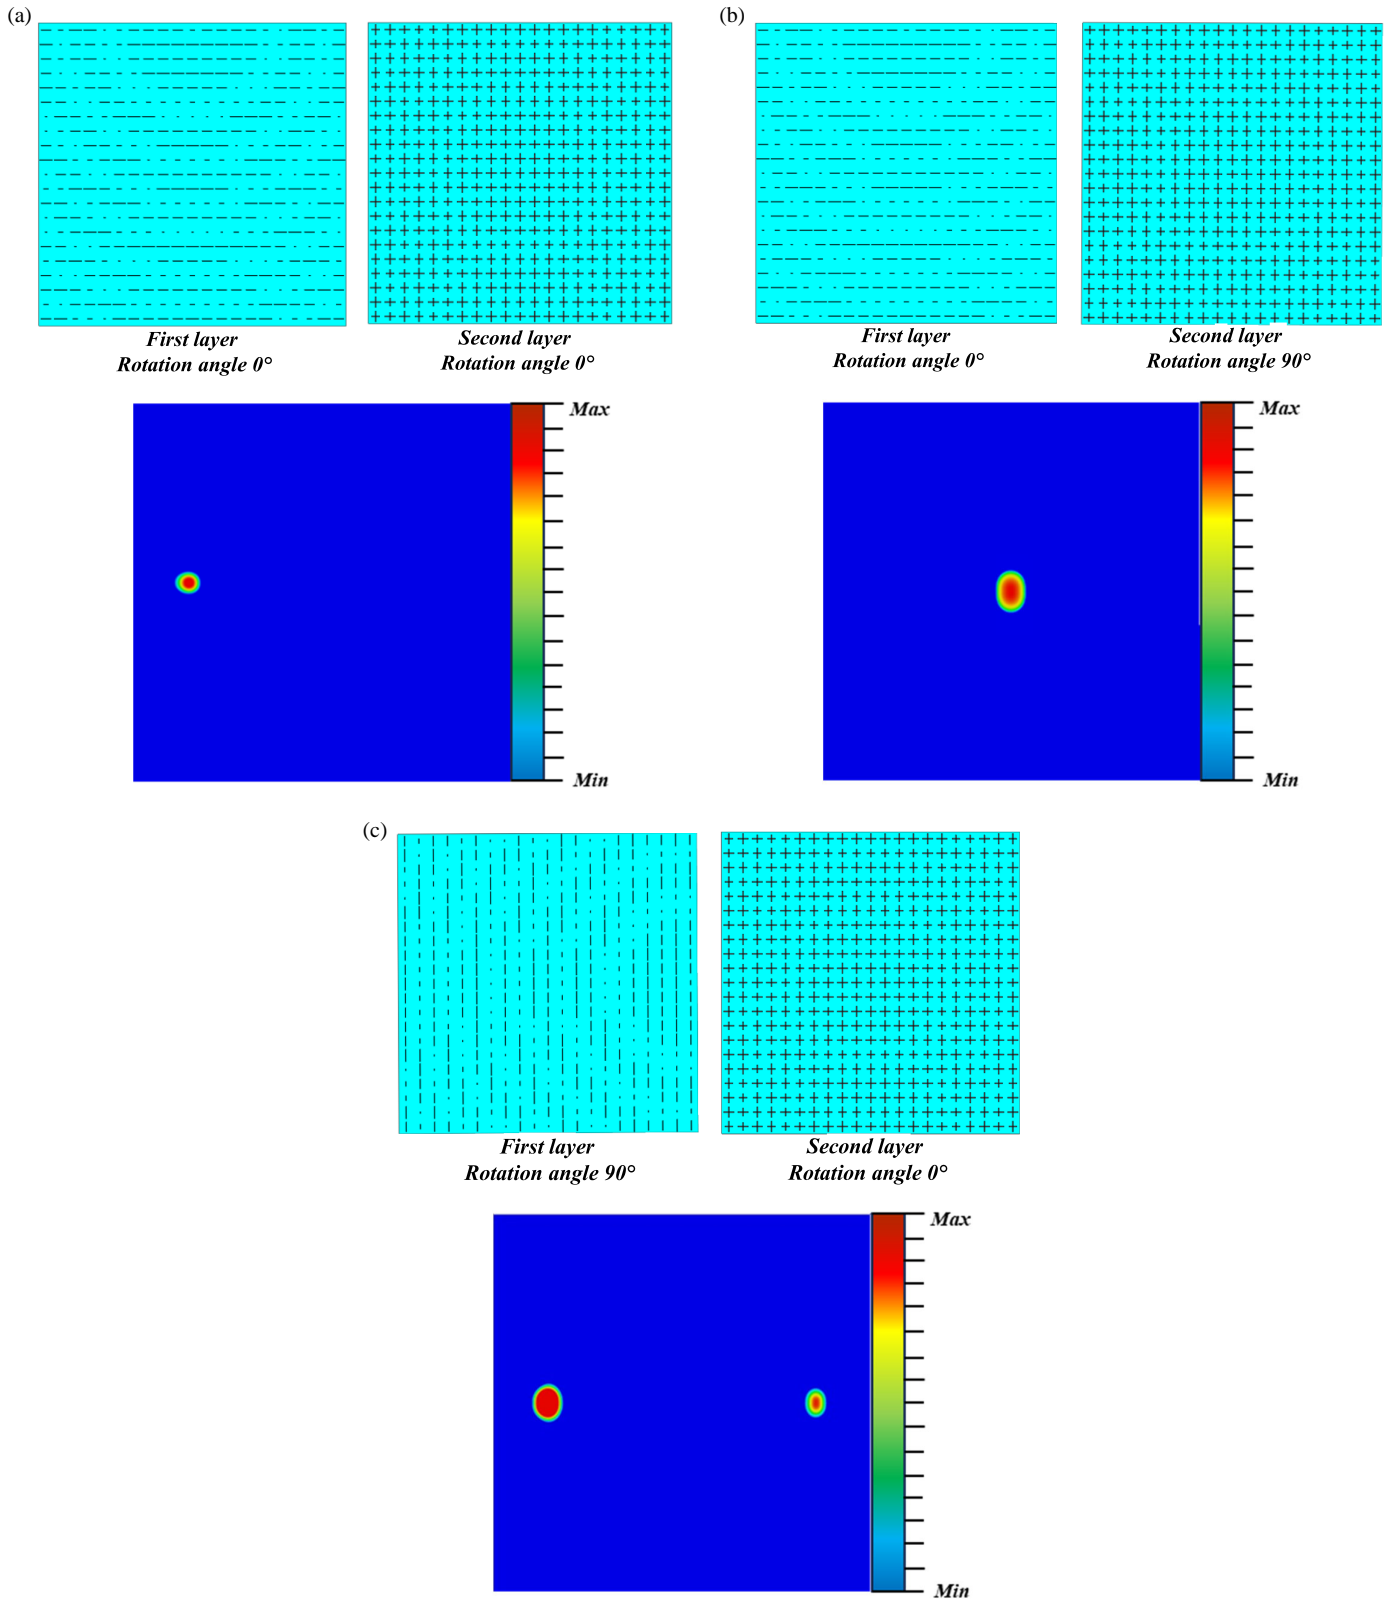 (a)
First layer
Rotation angle 0°
Second layer
Rotation angle 0°
Max
Min
(b)
First layer
Rotation angle 0°
Second layer
Rotation angle 90°
Max
Min
(c)
First layer
Rotation angle 90°
Second layer
Rotation angle 0°
Max
Min